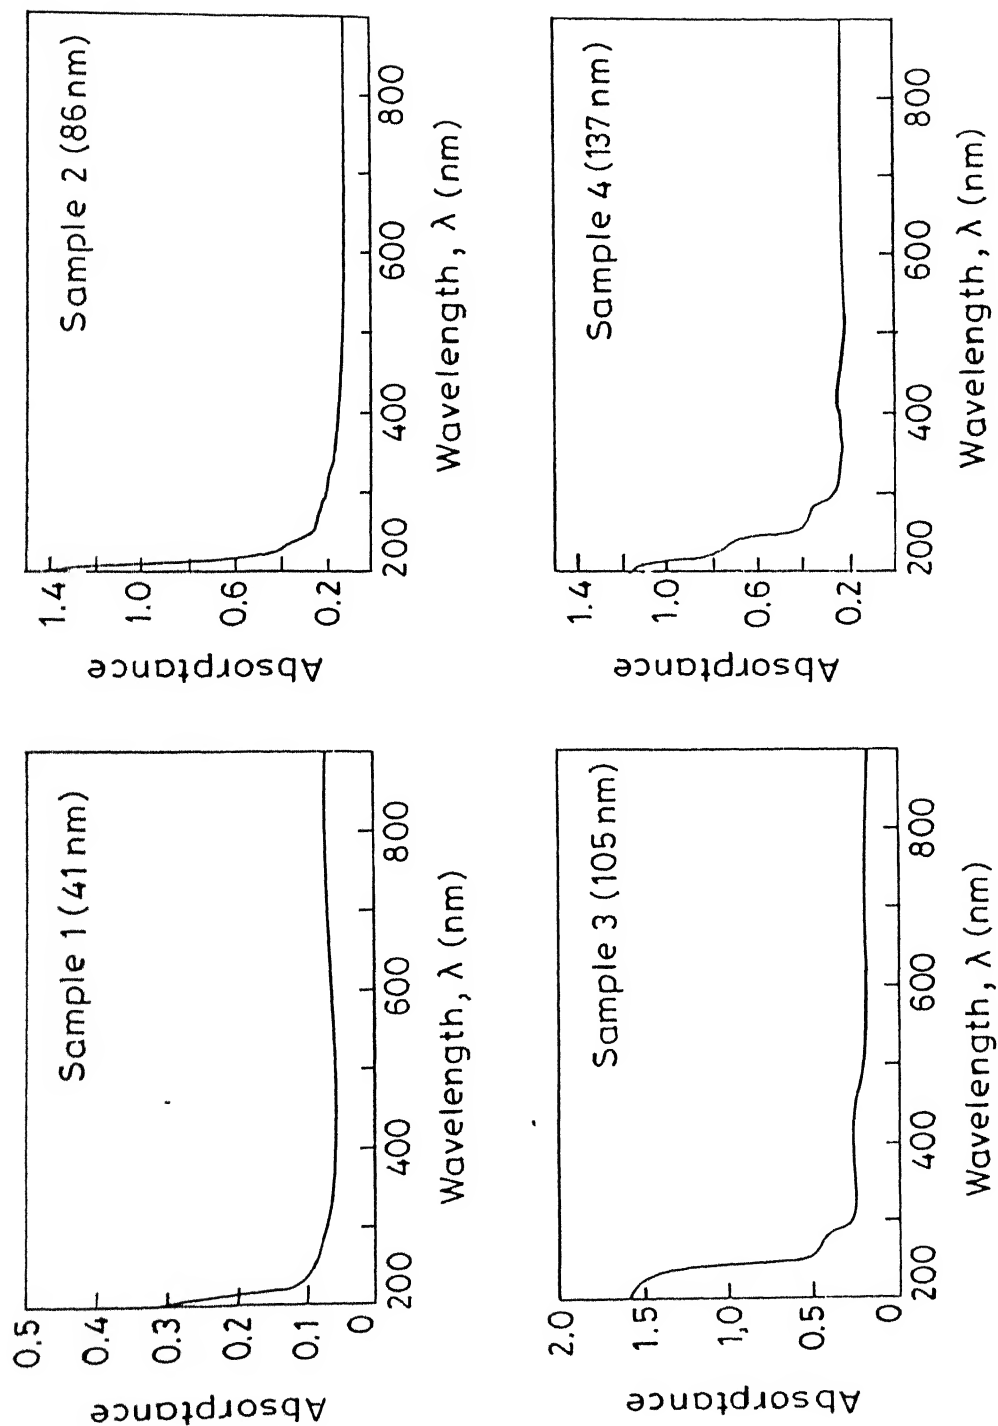 Sample 1 (41 nm)
0.5
0.4
0.3
0.2
0.1
0
200
400
600
800
Absorptance
Wavelength, λ (nm)
Sample 2 (86 nm)
1.4
1.0
0.6
0.2
200
400
600
800
Absorptance
Wavelength, λ (nm)
Sample 3 (105 nm)
2.0
1.5
1,0
0.5
0
200
400
600
800
Absorptance
Wavelength, λ (nm)
Sample 4 (137 nm)
1.4
1.0
0.6
0.2
200
400
600
800
Absorptance
Wavelength, λ (nm)